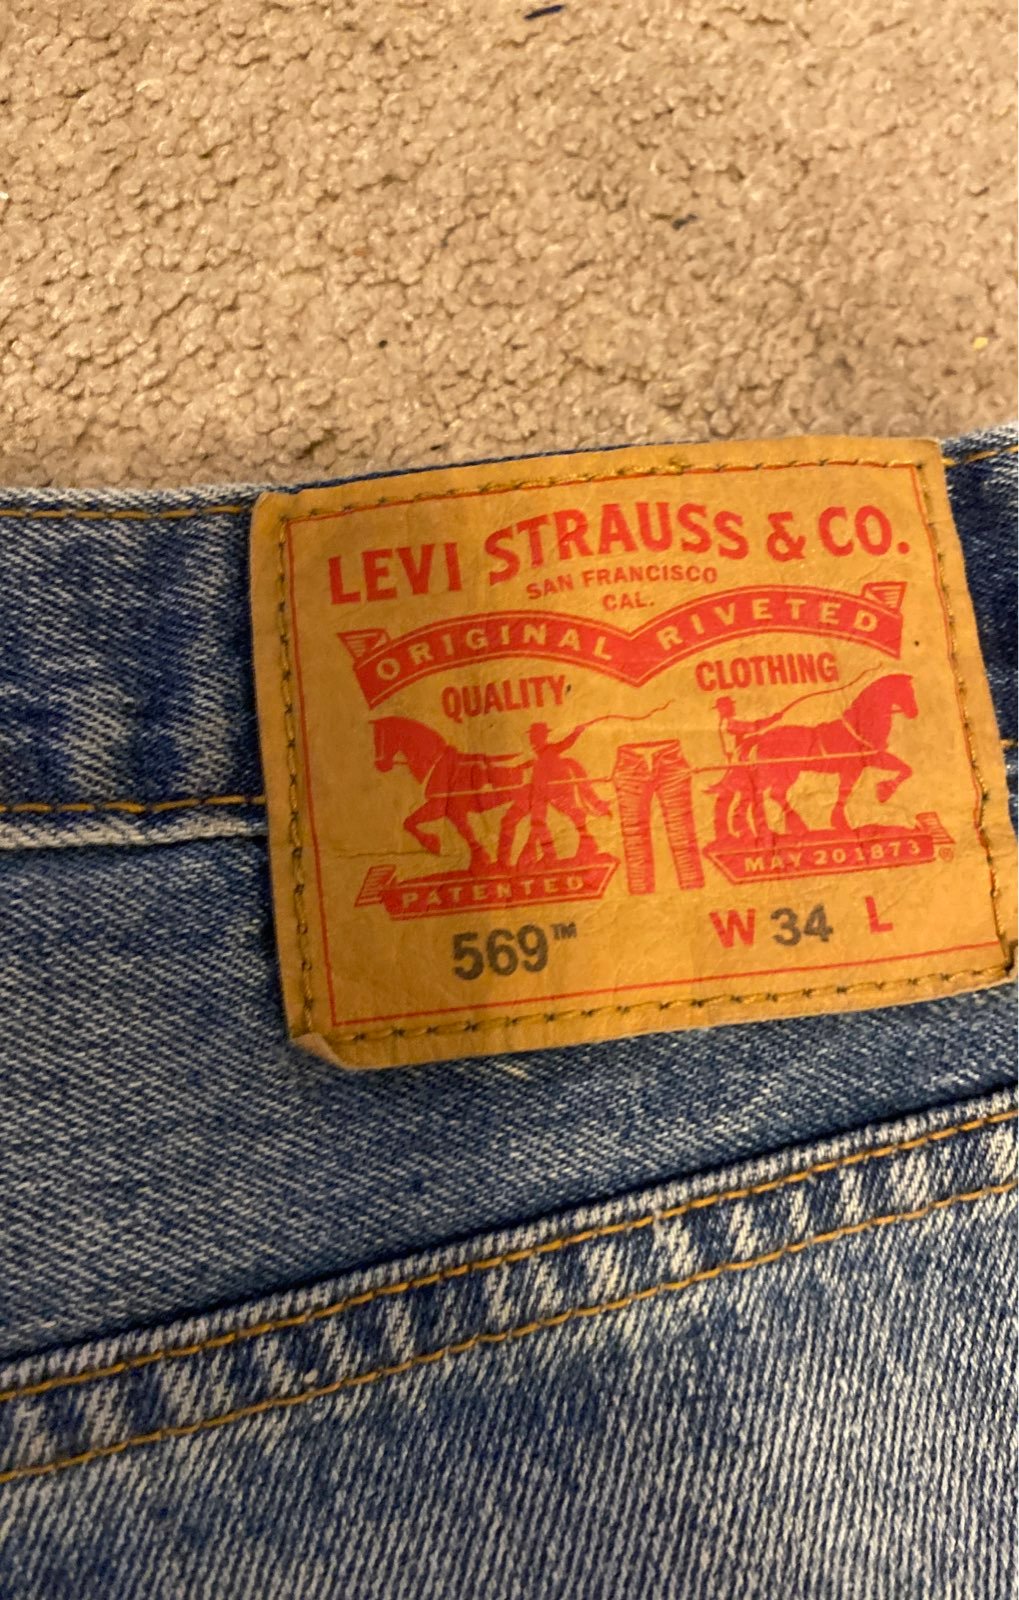 LEVI STRAUSS & CO.
SAN FRANCISCO
CAL.
ORIGINAL RIVETED
QUALITY CLOTHING
PATENTED MAY 20 1873 ®
569™ W 34 L